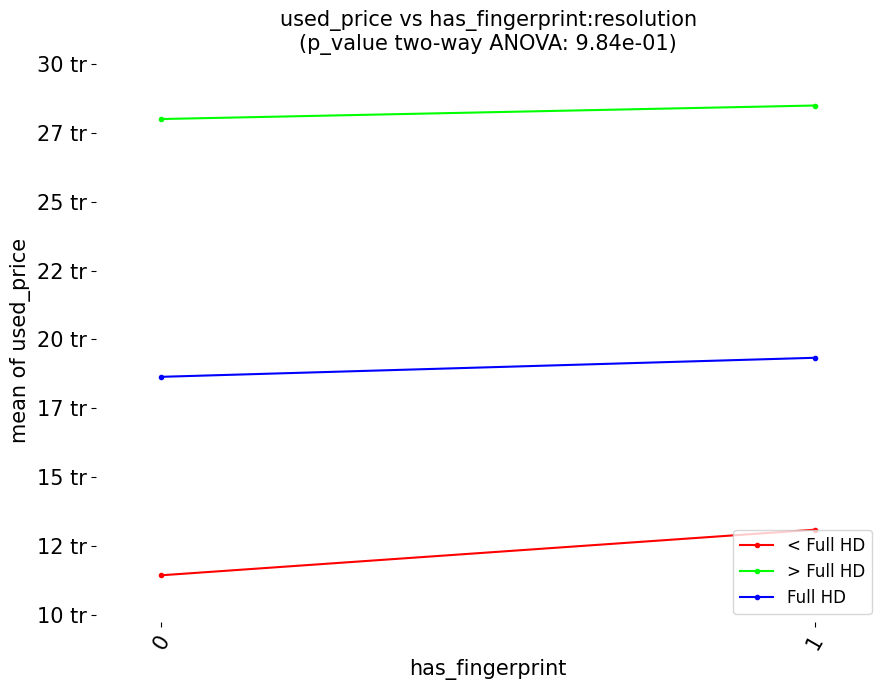 used_price vs has_fingerprint:resolution
(p_value two-way ANOVA: 9.84e-01)
30 tr
27 tr
25 tr
22 tr
20 tr
17 tr
15 tr
12 tr
10 tr
mean of used_price
< Full HD
> Full HD
Full HD
0
1
has_fingerprint